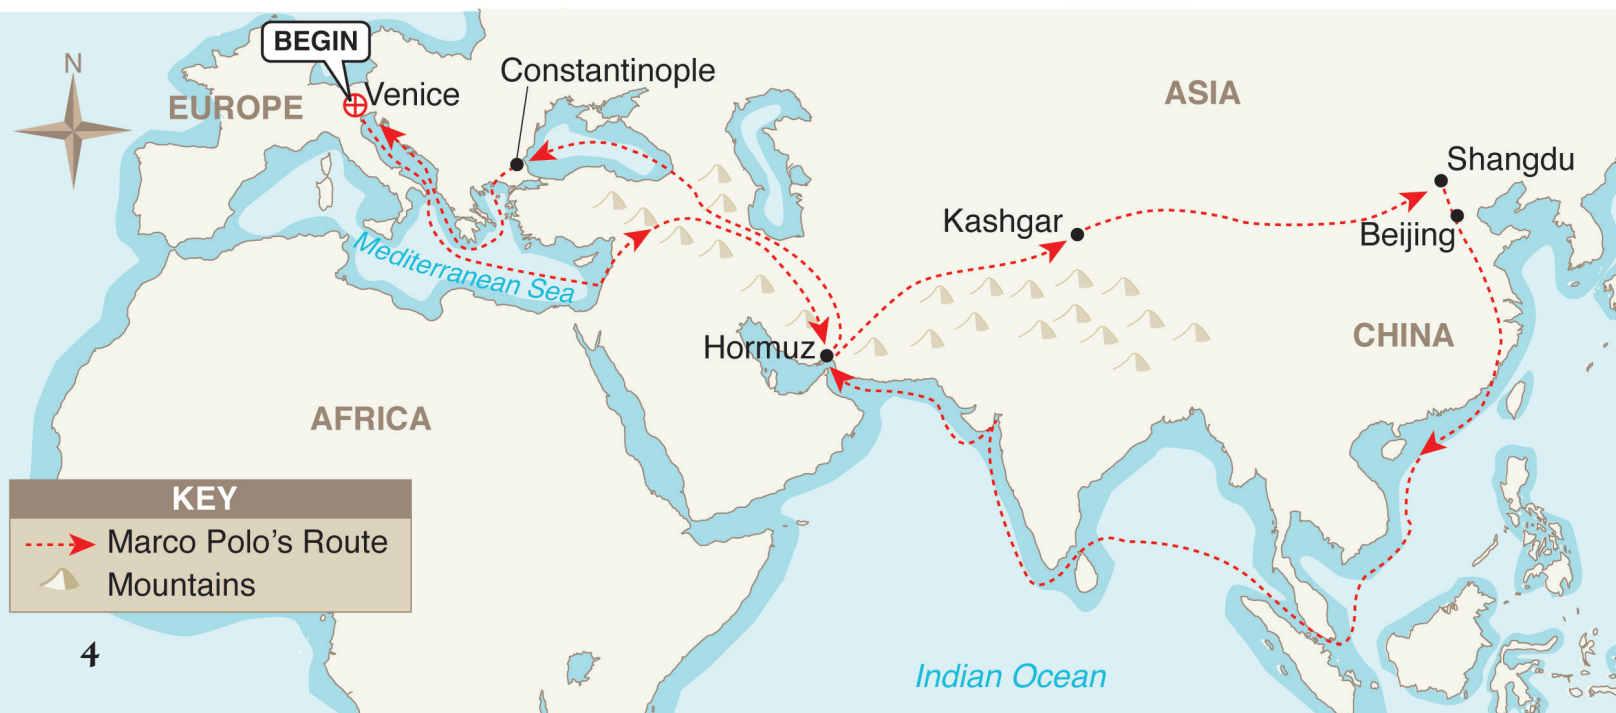 BEGIN
N
Constantinople
EUROPE
Venice
ASIA
Shangdu
Kashgar
Beijing
Mediterranean Sea
CHINA
Hormuz
AFRICA
KEY
Marco Polo's Route
Mountains
4
Indian Ocean